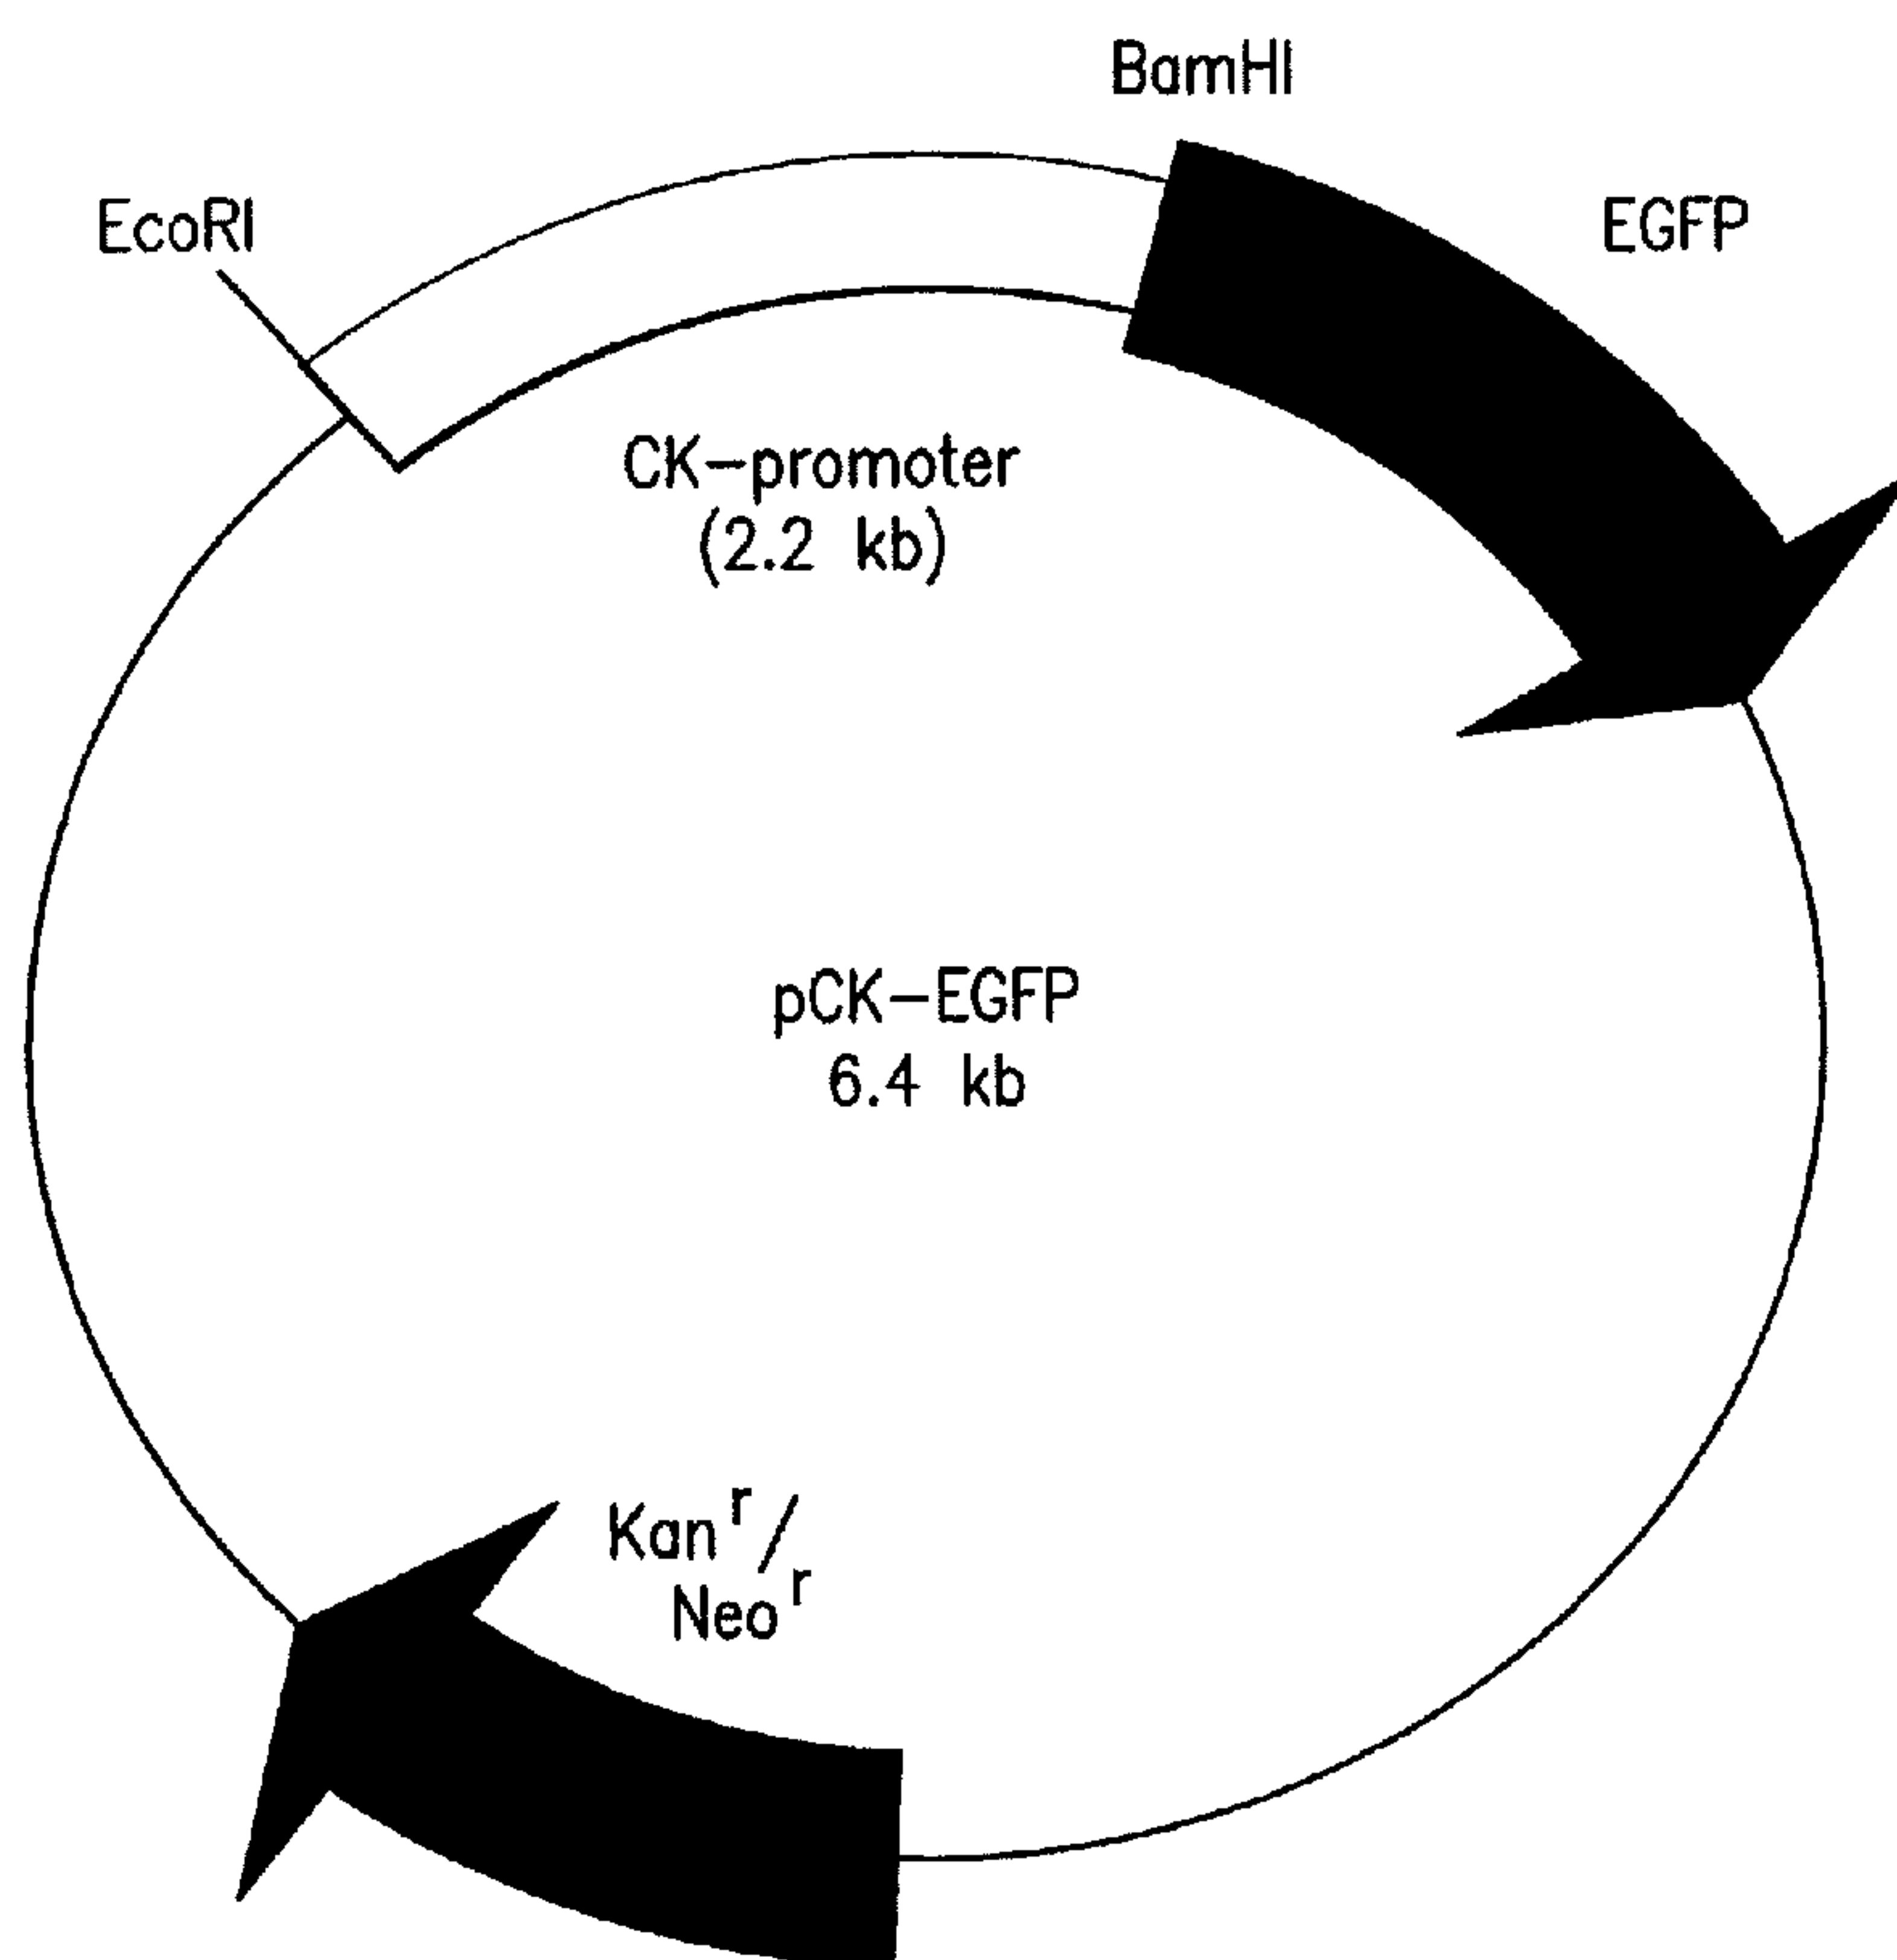 BamHI
EcoRI
EGFP
CK-promoter
(2.2 kb)
pCK-EGFP
6.4 kb
Kanʳ/
Neoʳ